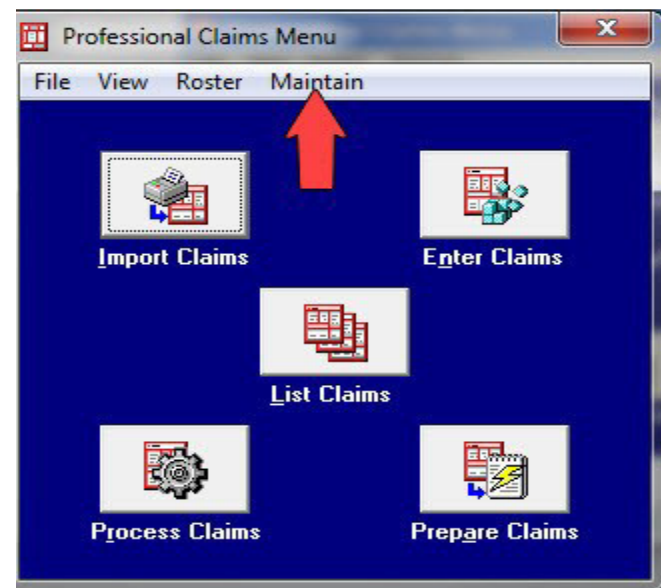 Professional Claims Menu
File View Roster Maintain
Import Claims
Enter Claims
List Claims
Process Claims
Prepare Claims